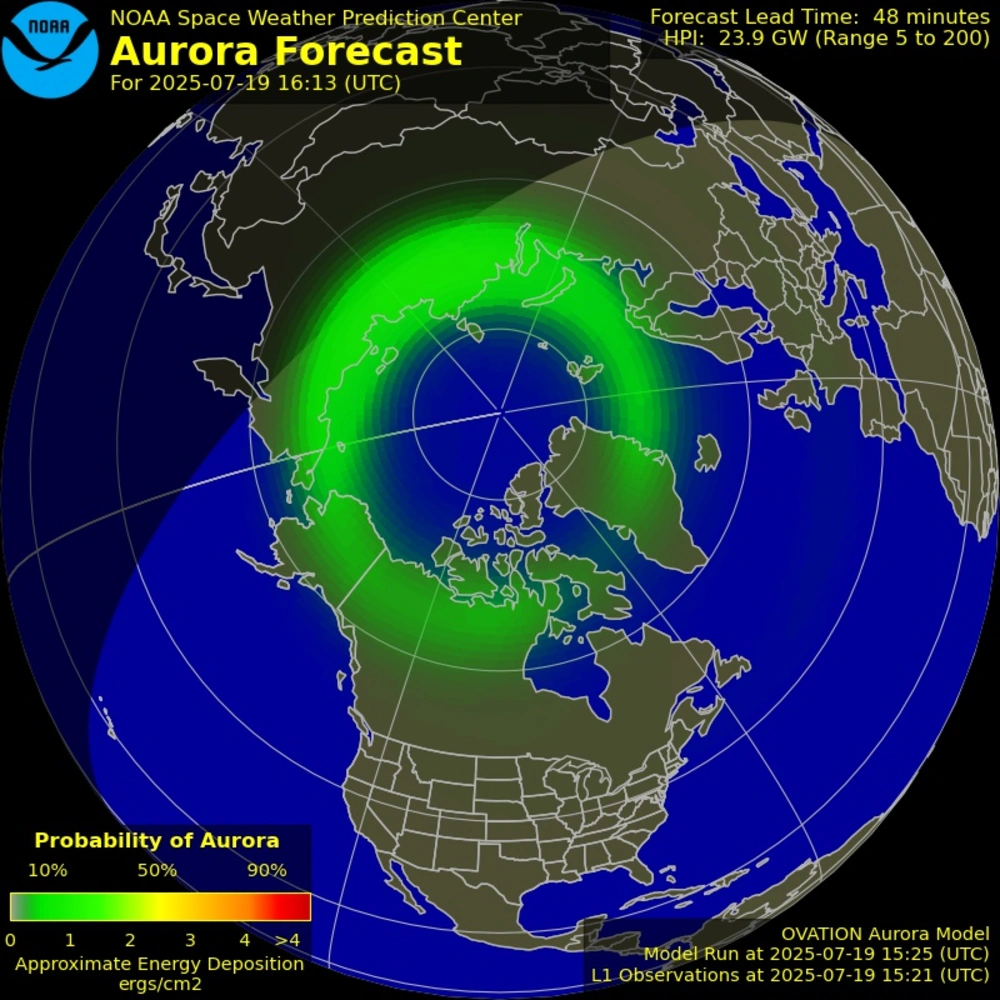 NOAA
NOAA Space Weather Prediction Center
Aurora Forecast
For 2025-07-19 16:13 (UTC)
Forecast Lead Time: 48 minutes
HPI: 23.9 GW (Range 5 to 200)
Probability of Aurora
10% 50% 90%
0 1 2 3 4 >4
Approximate Energy Deposition
ergs/cm2
OVATION Aurora Model
Model Run at 2025-07-19 15:25 (UTC)
L1 Observations at 2025-07-19 15:21 (UTC)